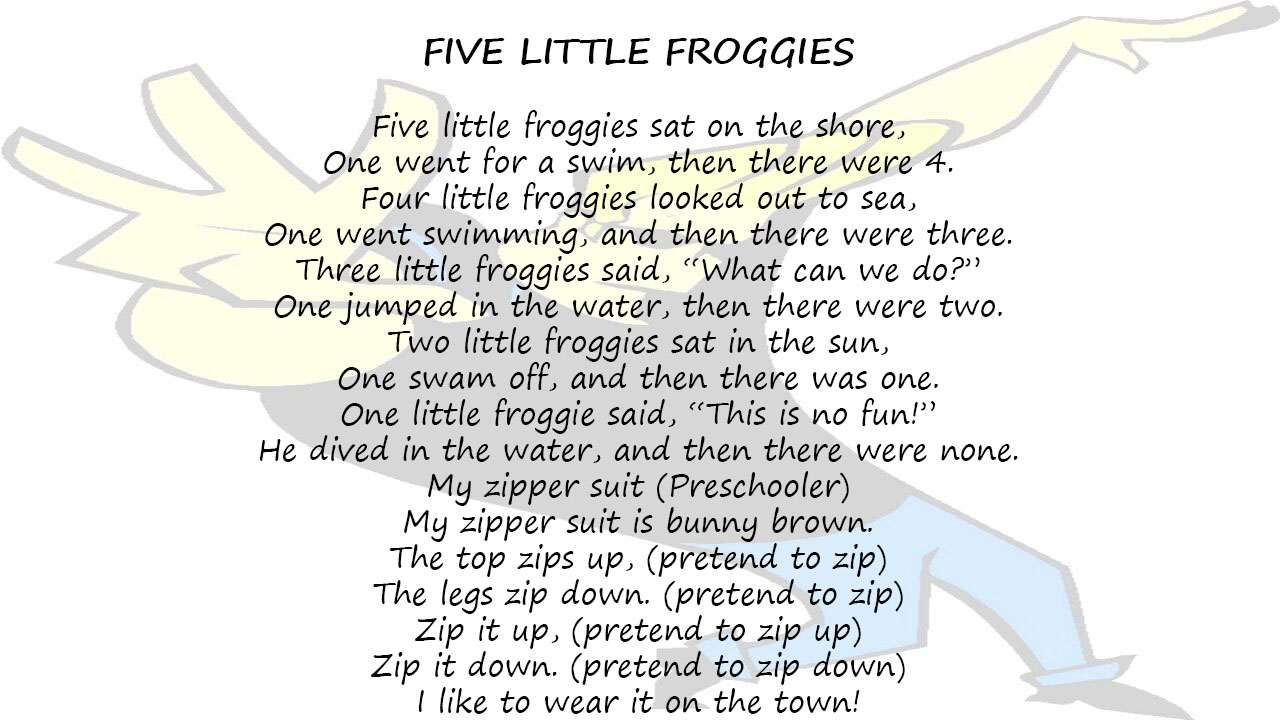 FIVE LITTLE FROGGIES
Five little froggies sat on the shore,
One went for a swim, then there were 4.
Four little froggies looked out to sea,
One went swimming, and then there were three.
Three little froggies said, “What can we do?”
One jumped in the water, then there were two.
Two little froggies sat in the sun,
One swam off, and then there was one.
One little froggie said, “This is no fun!”
He dived in the water, and then there were none.
My zipper suit (Preschooler)
My zipper suit is bunny brown.
The top zips up, (pretend to zip)
The legs zip down. (pretend to zip)
Zip it up, (pretend to zip up)
Zip it down. (pretend to zip down)
I like to wear it on the town!